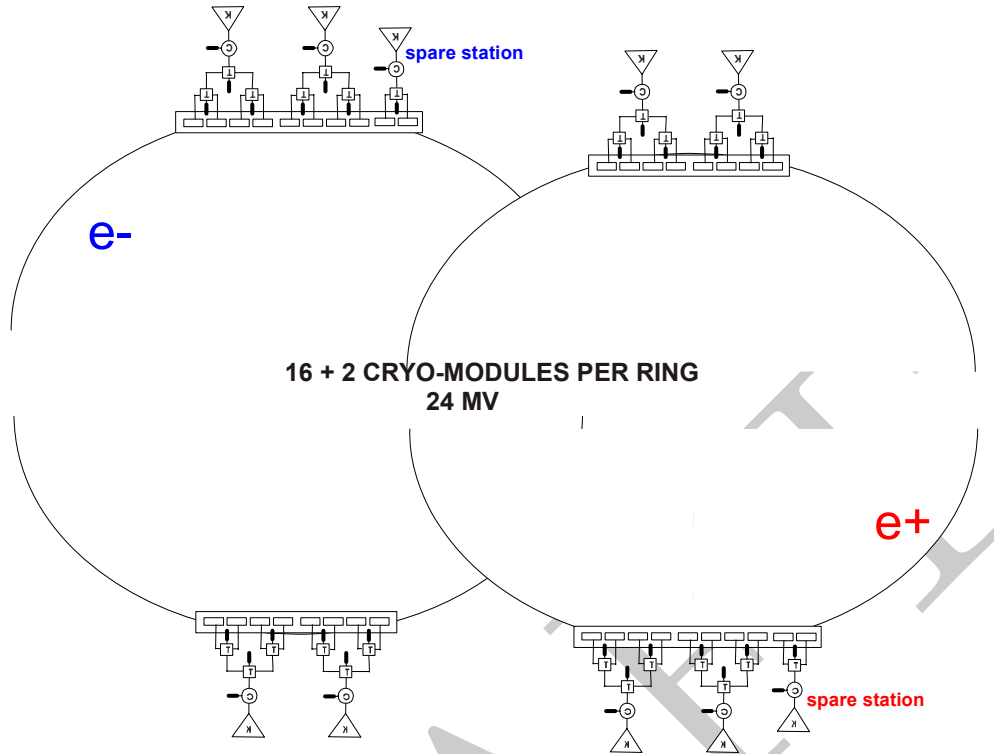 K K K
spare station
C C C
T T
T T T T T
K K
C C
T T
T T T T
e-
16 + 2 CRYO-MODULES PER RING
24 MV
e+
T T T T
T T
C C
K K
T T T T T
T T
C C C
spare station
K K K